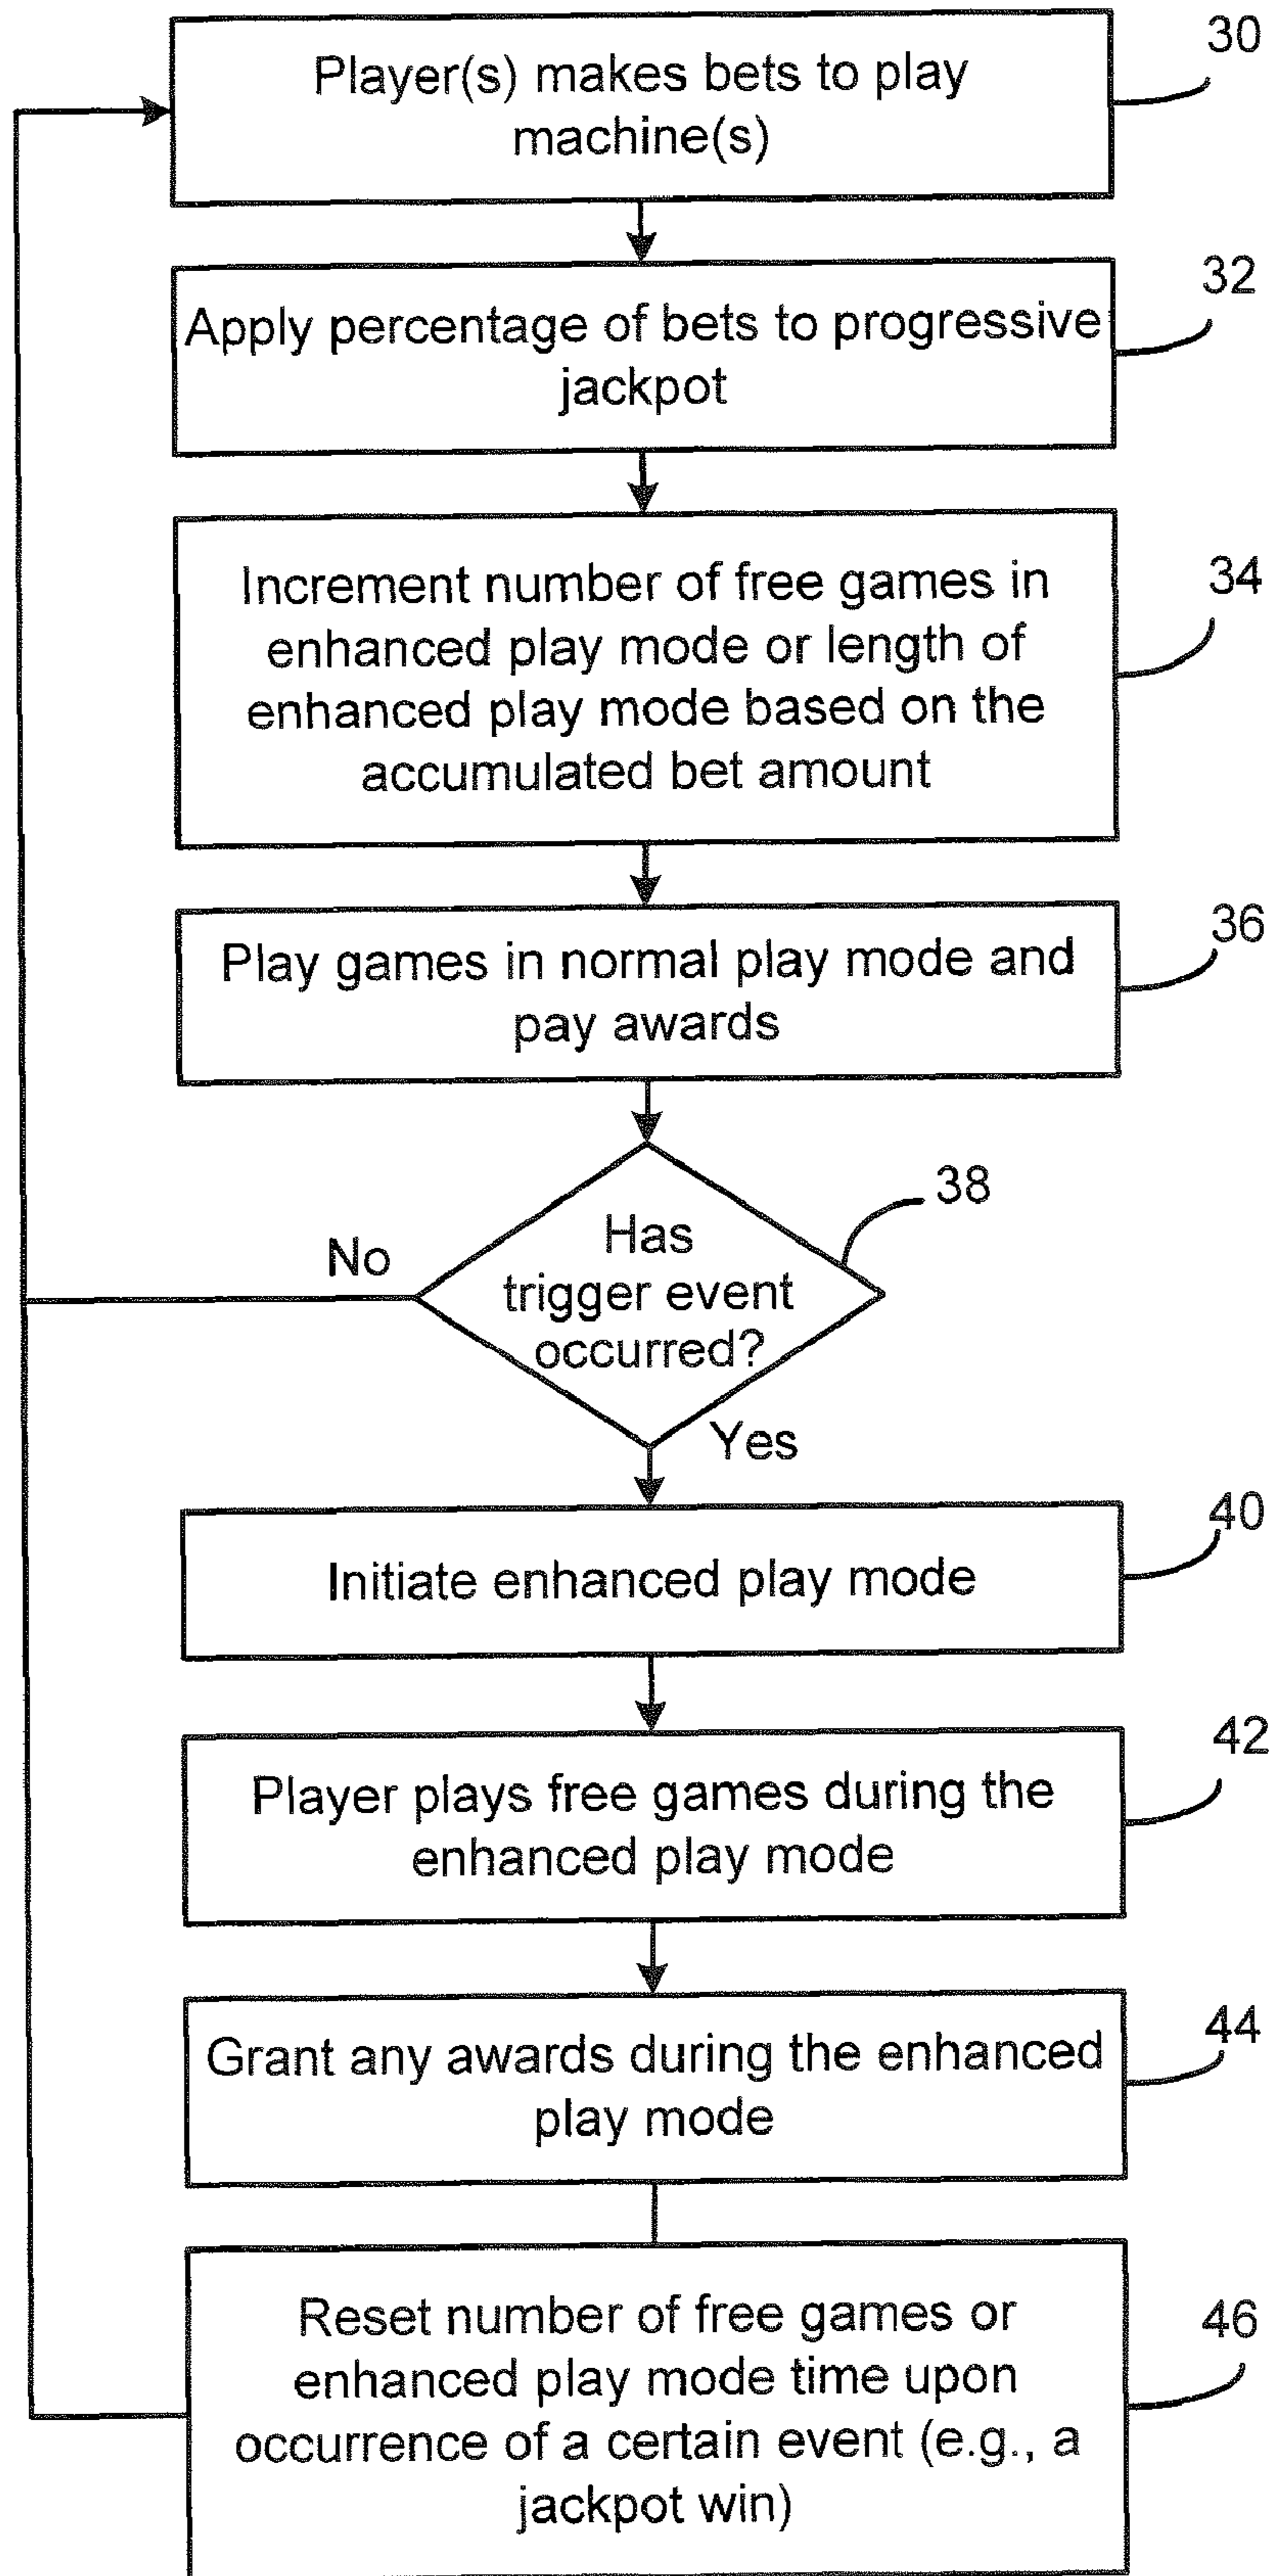 Player(s) makes bets to play
machine(s)
30
Apply percentage of bets to progressive
jackpot
32
Increment number of free games in
enhanced play mode or length of
enhanced play mode based on the
accumulated bet amount
34
Play games in normal play mode and
pay awards
36
Has
trigger event
occurred?
38
No
Yes
Initiate enhanced play mode
40
Player plays free games during the
enhanced play mode
42
Grant any awards during the enhanced
play mode
44
Reset number of free games or
enhanced play mode time upon
occurrence of a certain event (e.g., a
jackpot win)
46